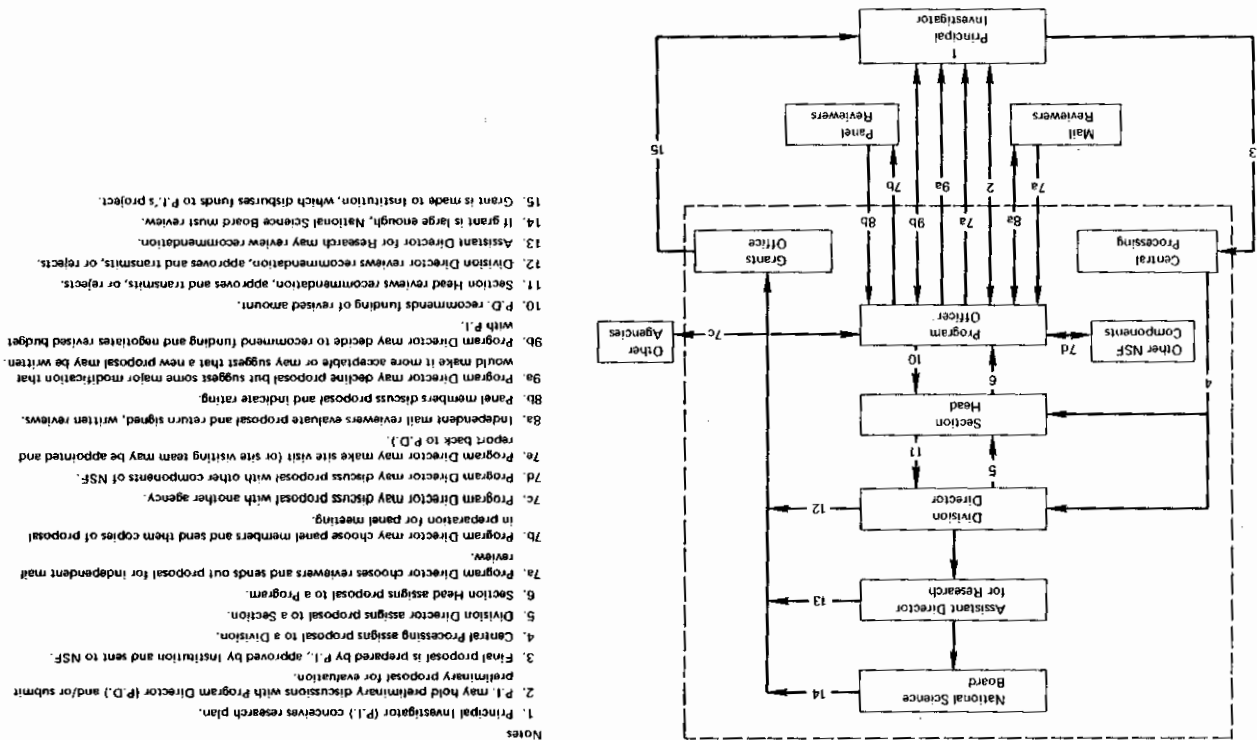 National Science
Board
14
Assistant Director
for Research
13
Division
Director
12
5
11
Section
Head
4
6
10
Other NSF
Components
7d
Program
Officer
7c
Other
Agencies
Central
Processing
Grants
Office
7a
8a
2
7a
9a
9b
7b
8b
3
Mail
Reviewers
Panel
Reviewers
15
1
Principal
Investigator
Notes
1. Principal Investigator (P.I.) conceives research plan.
2. P.I. may hold preliminary discussions with Program Director (P.D.) and/or submit
preliminary proposal for evaluation.
3. Final proposal is prepared by P.I., approved by Institution and sent to NSF.
4. Central Processing assigns proposal to a Division.
5. Division Director assigns proposal to a Section.
6. Section Head assigns proposal to a Program.
7a. Program Director chooses reviewers and sends out proposal for independent mail
review.
7b. Program Director may choose panel members and send them copies of proposal
in preparation for panel meeting.
7c. Program Director may discuss proposal with another agency.
7d. Program Director may discuss proposal with other components of NSF.
7e. Program Director may make site visit (or site visiting team may be appointed and
report back to P.D.).
8a. Independent mail reviewers evaluate proposal and return signed, written reviews.
8b. Panel members discuss proposal and indicate rating.
9a. Program Director may decline proposal but suggest some major modification that
would make it more acceptable or may suggest that a new proposal may be written.
9b. Program Director may decide to recommend funding and negotiates revised budget
with P.I.
10. P.D. recommends funding of revised amount.
11. Section Head reviews recommendation, approves and transmits, or rejects.
12. Division Director reviews recommendation, approves and transmits, or rejects.
13. Assistant Director for Research may review recommendation.
14. If grant is large enough, National Science Board must review.
15. Grant is made to Institution, which disburses funds to P.I.'s project.